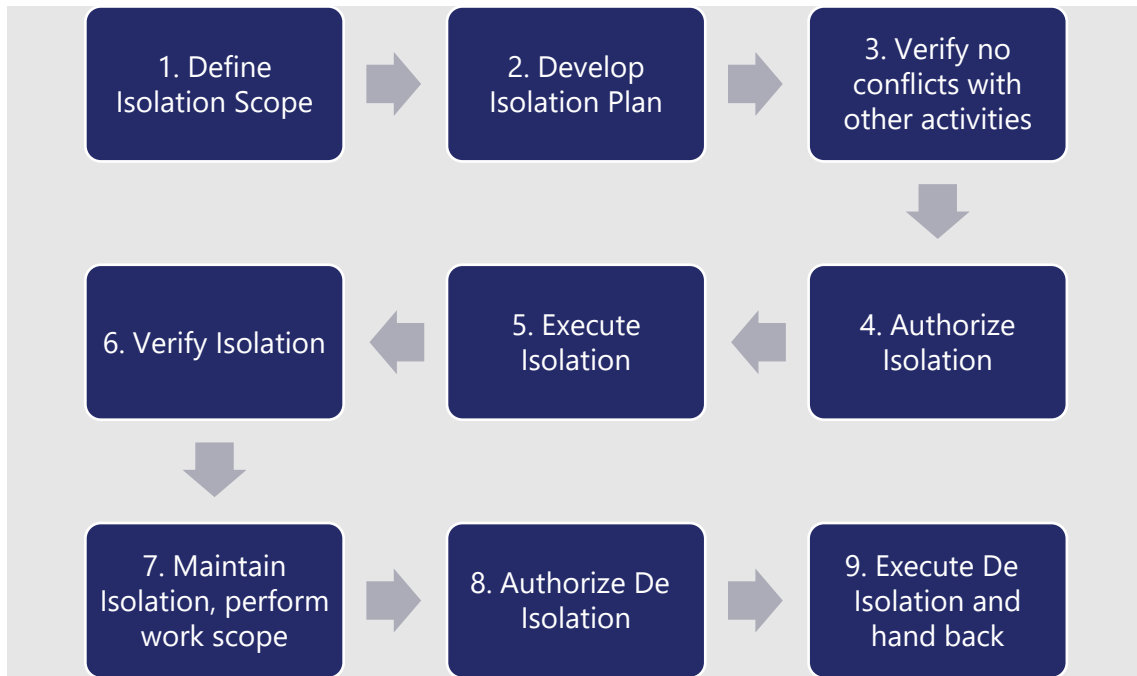 1. Define
Isolation Scope
2. Develop
Isolation Plan
3. Verify no
conflicts with
other activities
4. Authorize
Isolation
5. Execute
Isolation
6. Verify Isolation
7. Maintain
Isolation, perform
work scope
8. Authorize De
Isolation
9. Execute De
Isolation and
hand back